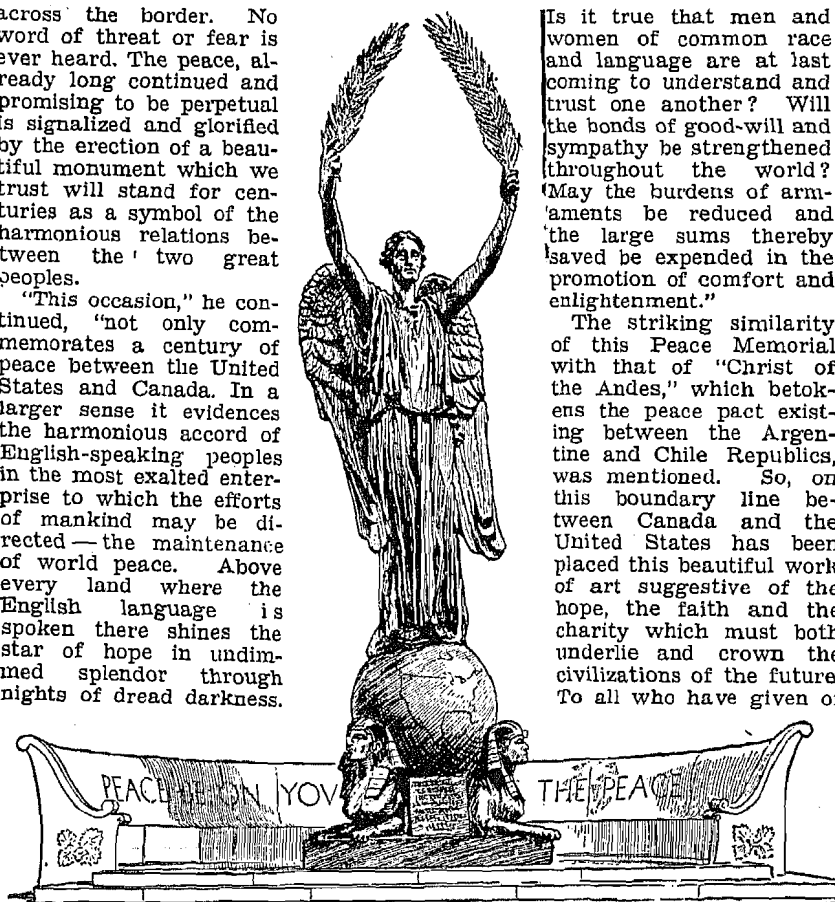 across the border. No
word of threat or fear is
ever heard. The peace, al-
ready long continued and
promising to be perpetual
is signalized and glorified
by the erection of a beau-
tiful monument which we
trust will stand for cen-
turies as a symbol of the
harmonious relations be-
tween the two great
peoples.
"This occasion," he con-
tinued, "not only com-
memorates a century of
peace between the United
States and Canada. In a
larger sense it evidences
the harmonious accord of
English-speaking peoples
in the most exalted enter-
prise to which the efforts
of mankind may be di-
rected — the maintenance
of world peace. Above
every land where the
English language is
spoken there shines the
star of hope in undim-
med splendor through
nights of dread darkness.
Is it true that men and
women of common race
and language are at last
coming to understand and
trust one another? Will
the bonds of good-will and
sympathy be strengthened
throughout the world?
May the burdens of arm-
aments be reduced and
the large sums thereby
saved be expended in the
promotion of comfort and
enlightenment."
The striking similarity
of this Peace Memorial
with that of "Christ of
the Andes," which betok-
ens the peace pact exist-
ing between the Argen-
tine and Chile Republics,
was mentioned. So, on
this boundary line be-
tween Canada and the
United States has been
placed this beautiful work
of art suggestive of the
hope, the faith and the
charity which must both
underlie and crown the
civilizations of the future
To all who have given of
PEACE BE ON YOV THE PEACE